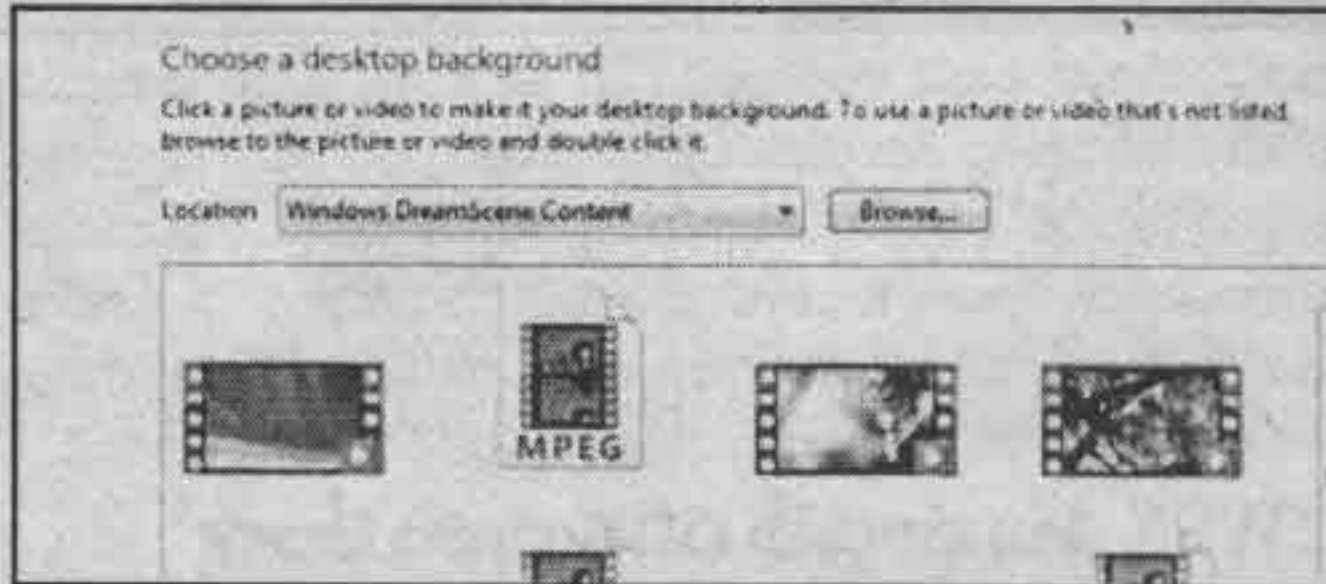 Choose a desktop background
Click a picture or video to make it your desktop background. To use a picture or video that's not listed,
browse to the picture or video and double click it.
Location Windows DreamScene Content Browse...
MPEG